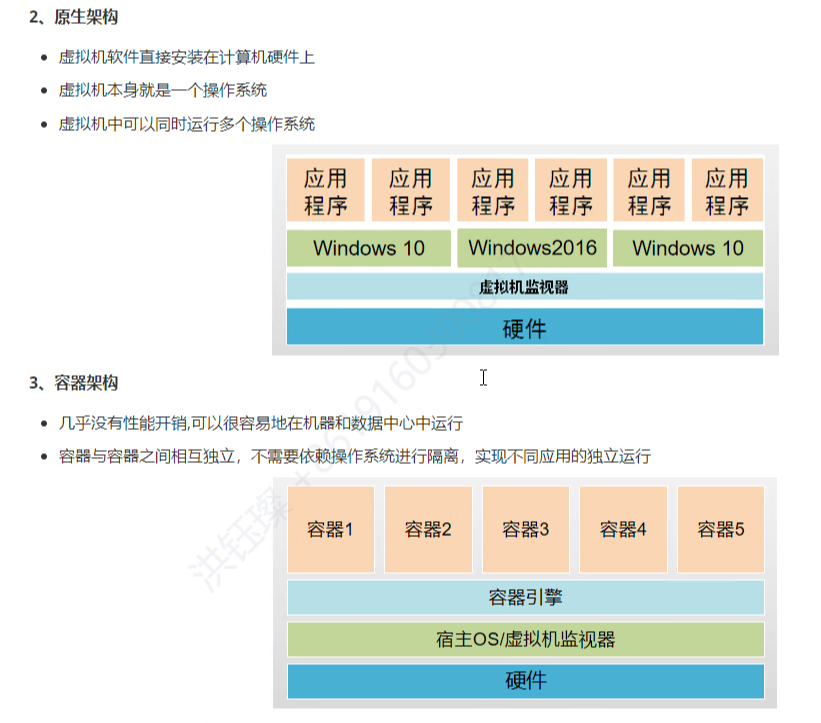 2、原生架构
虚拟机软件直接安装在计算机硬件上
虚拟机本身就是一个操作系统
虚拟机中可以同时运行多个操作系统
应用程序 应用程序 应用程序 应用程序 应用程序 应用程序
Windows 10 Windows2016 Windows 10
虚拟机监视器
硬件
3、容器架构
几乎没有性能开销,可以很容易地在机器和数据中心中运行
容器与容器之间相互独立，不需要依赖操作系统进行隔离，实现不同应用的独立运行
容器1 容器2 容器3 容器4 容器5
容器引擎
宿主OS/虚拟机监视器
硬件